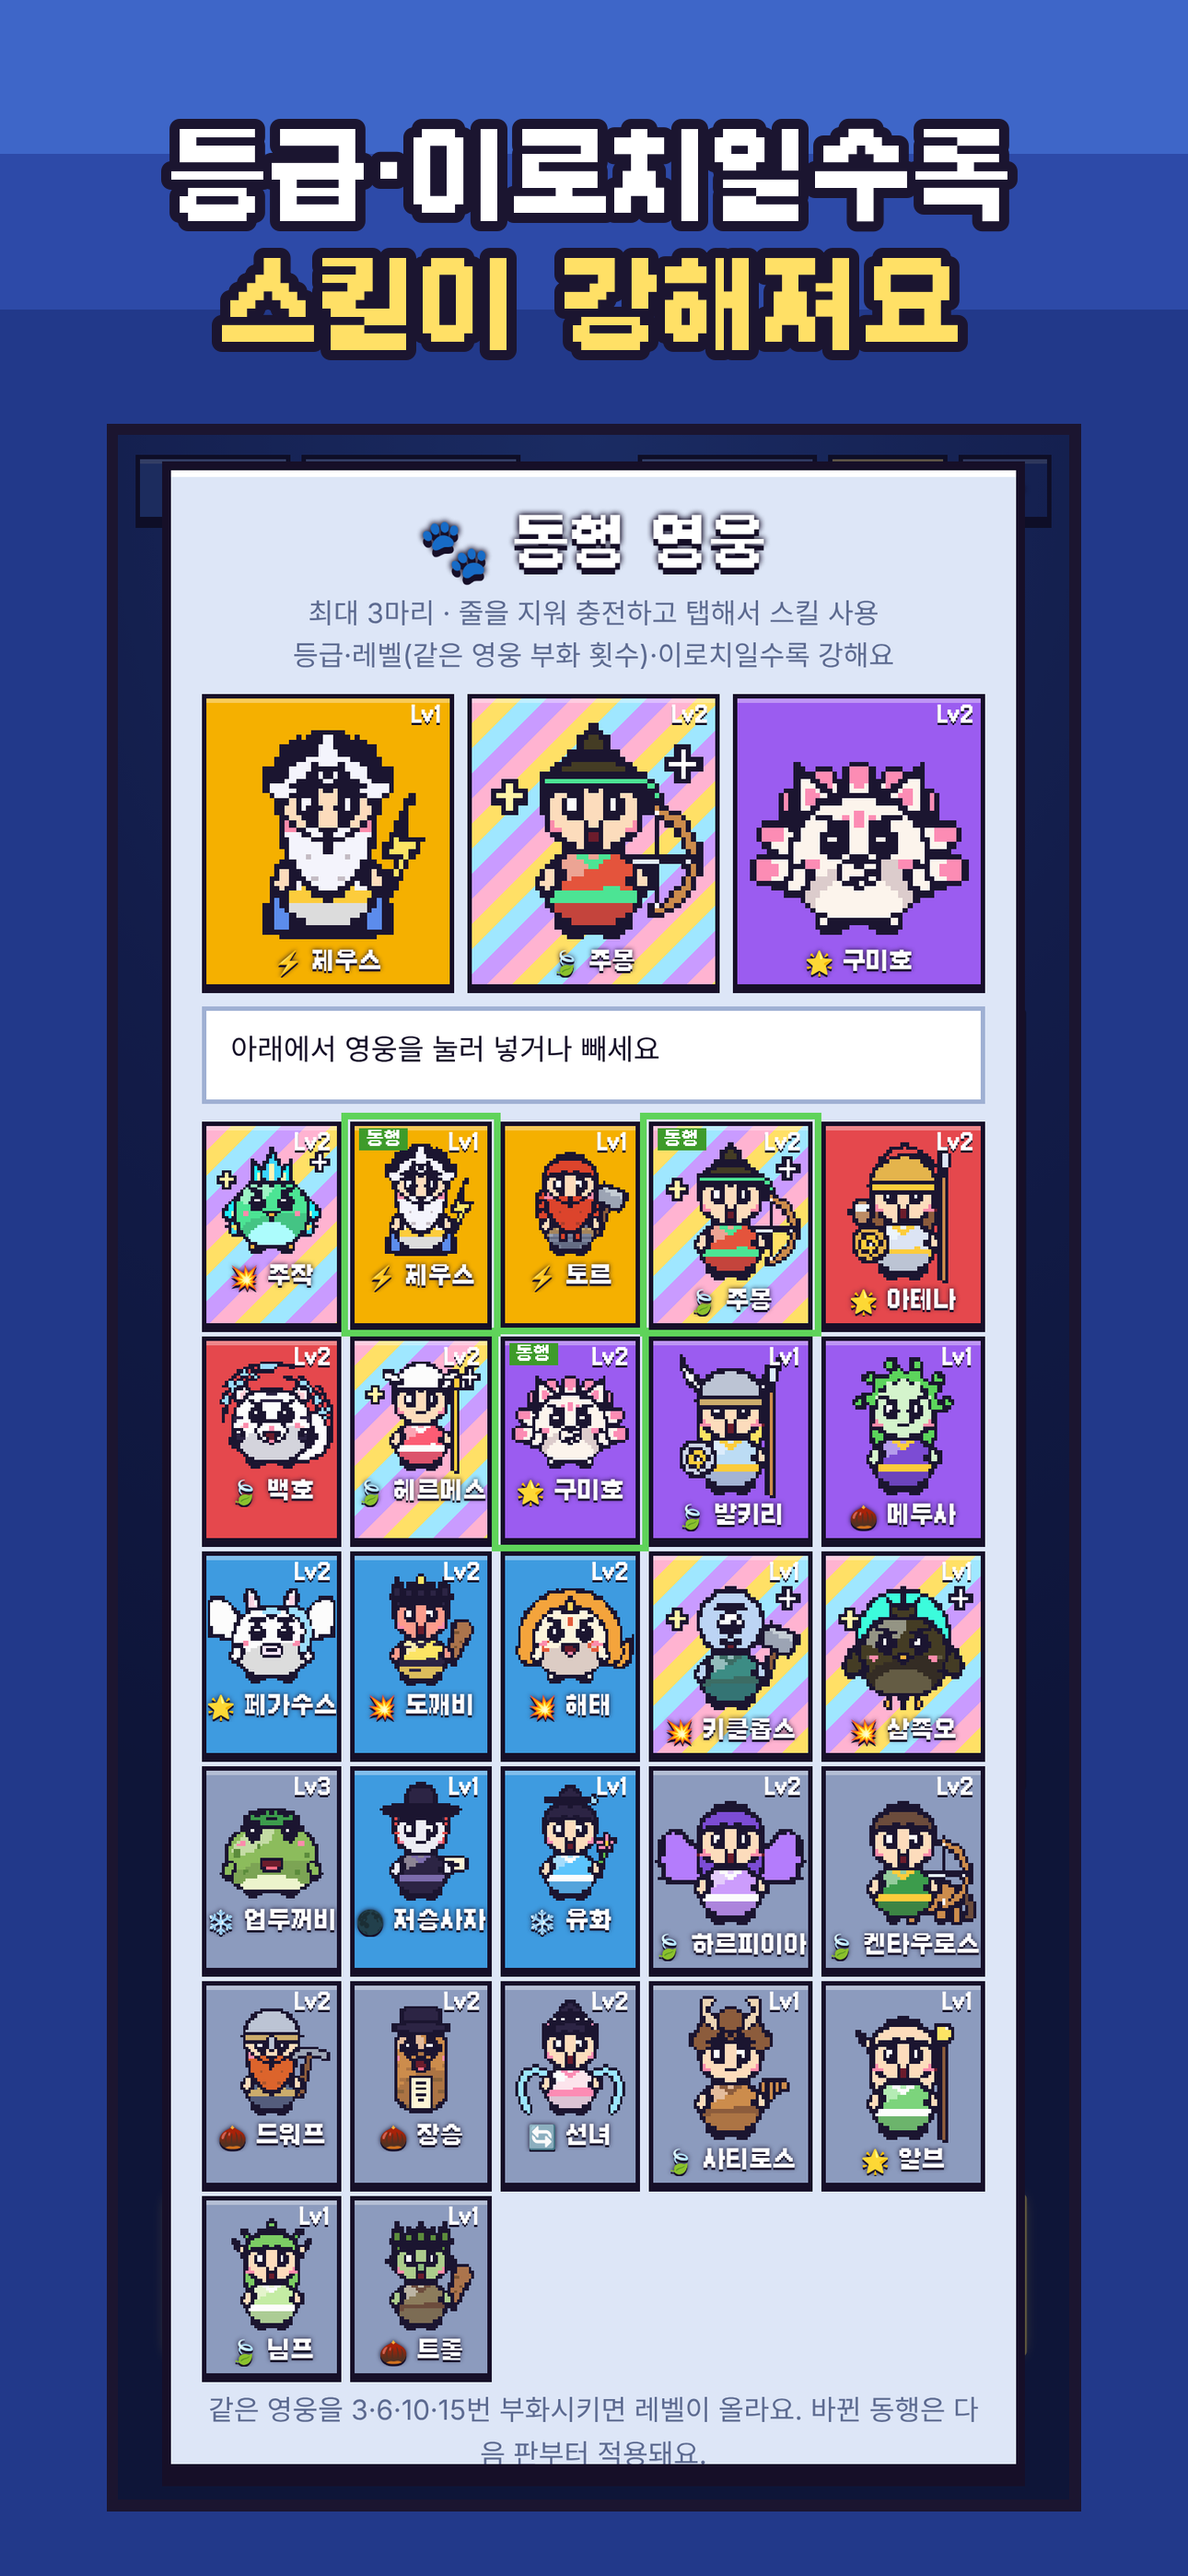 등급·이로치일수록
스킨이 강해져요
동행 영웅
최대 3마리 · 줄을 지워 충전하고 탭해서 스킬 사용
등급·레벨(같은 영웅 부화 횟수)·이로치일수록 강해요
Lv1
Lv2
Lv2
제우스
주몽
구미호
아래에서 영웅을 눌러 넣거나 빼세요
Lv2
동행
Lv1
Lv1
동행
Lv2
Lv2
주작
제우스
토르
주몽
아테나
Lv2
Lv2
동행
Lv2
Lv1
Lv1
백호
헤르메스
구미호
발키리
메두사
Lv2
Lv2
Lv2
Lv1
Lv1
페가수스
도깨비
해태
키클롭스
삼족오
Lv3
Lv1
Lv1
Lv2
Lv2
업두꺼비
저승사자
유화
하르피이아
켄타우로스
Lv2
Lv2
Lv2
Lv1
Lv1
드워프
장승
선녀
사티로스
알브
Lv1
Lv1
님프
트롤
같은 영웅을 3·6·10·15번 부화시키면 레벨이 올라요. 바뀐 동행은 다
음 판부터 적용돼요.